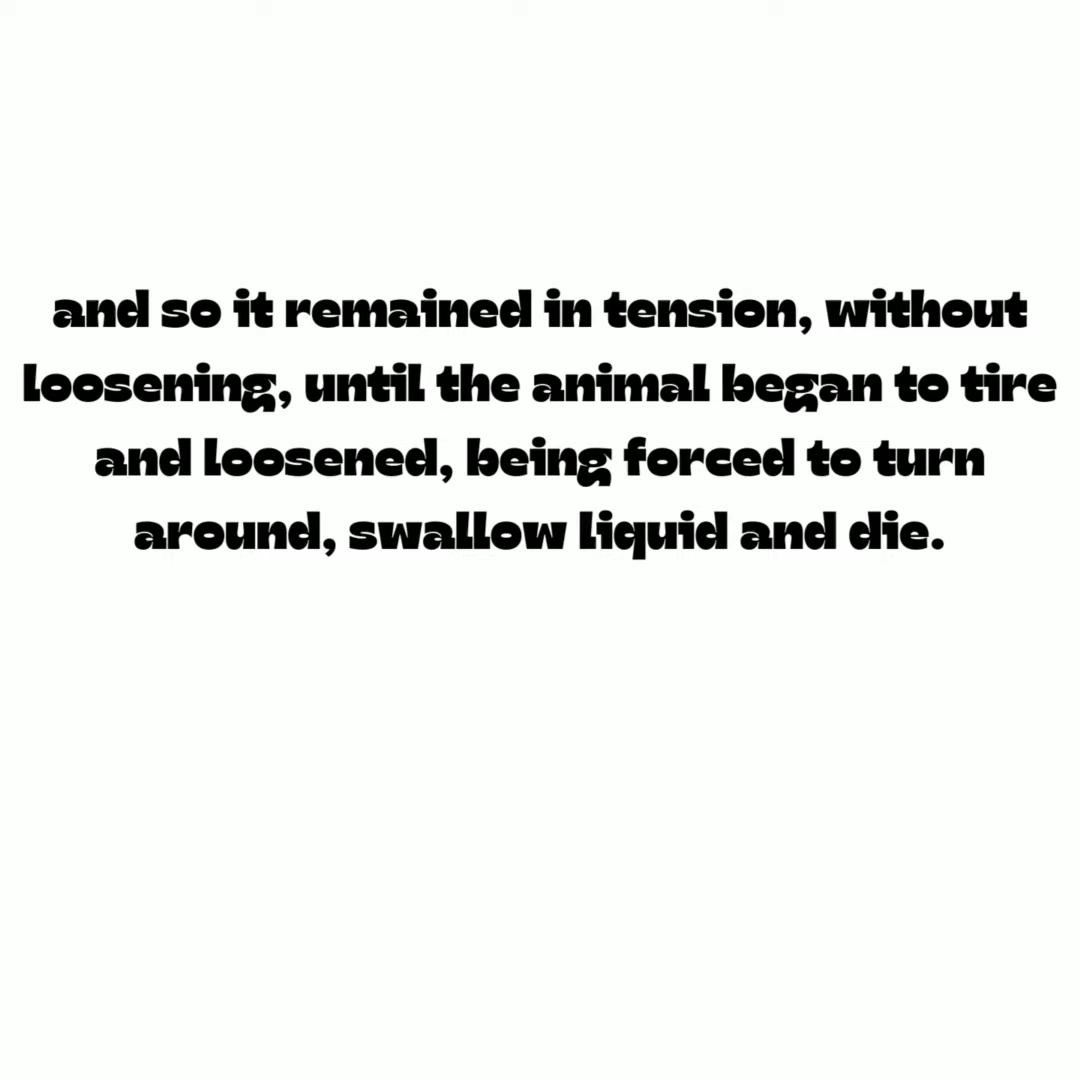 and so it remained in tension, without
loosening, until the animal began to tire
and loosened, being forced to turn
around, swallow liquid and die.